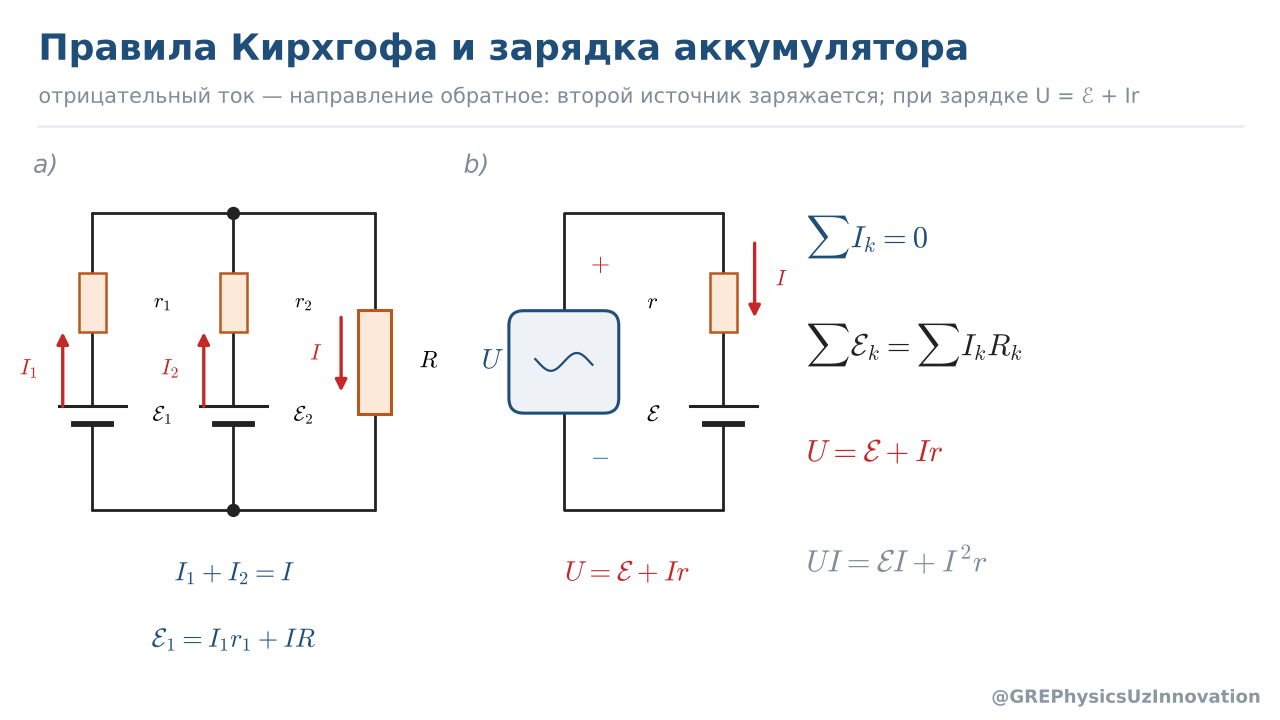 Правила Кирхгофа и зарядка аккумулятора
отрицательный ток — направление обратное: второй источник заряжается; при зарядке U = ℰ + Ir
a)
b)
r₁
r₂
I₁
I₂
I
R
ℰ₁
ℰ₂
I₁ + I₂ = I
ℰ₁ = I₁r₁ + IR
+
r
I
U
ℰ
−
U = ℰ + Ir
∑Iₖ = 0
∑ℰₖ = ∑IₖRₖ
U = ℰ + Ir
UI = ℰI + I²r
@GREPhysicsUzInnovation